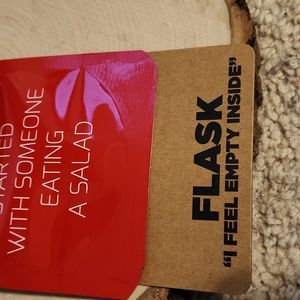 STARTED
WITH SOMEONE
EATING
A SALAD
FLASK
"I FEEL EMPTY INSIDE"